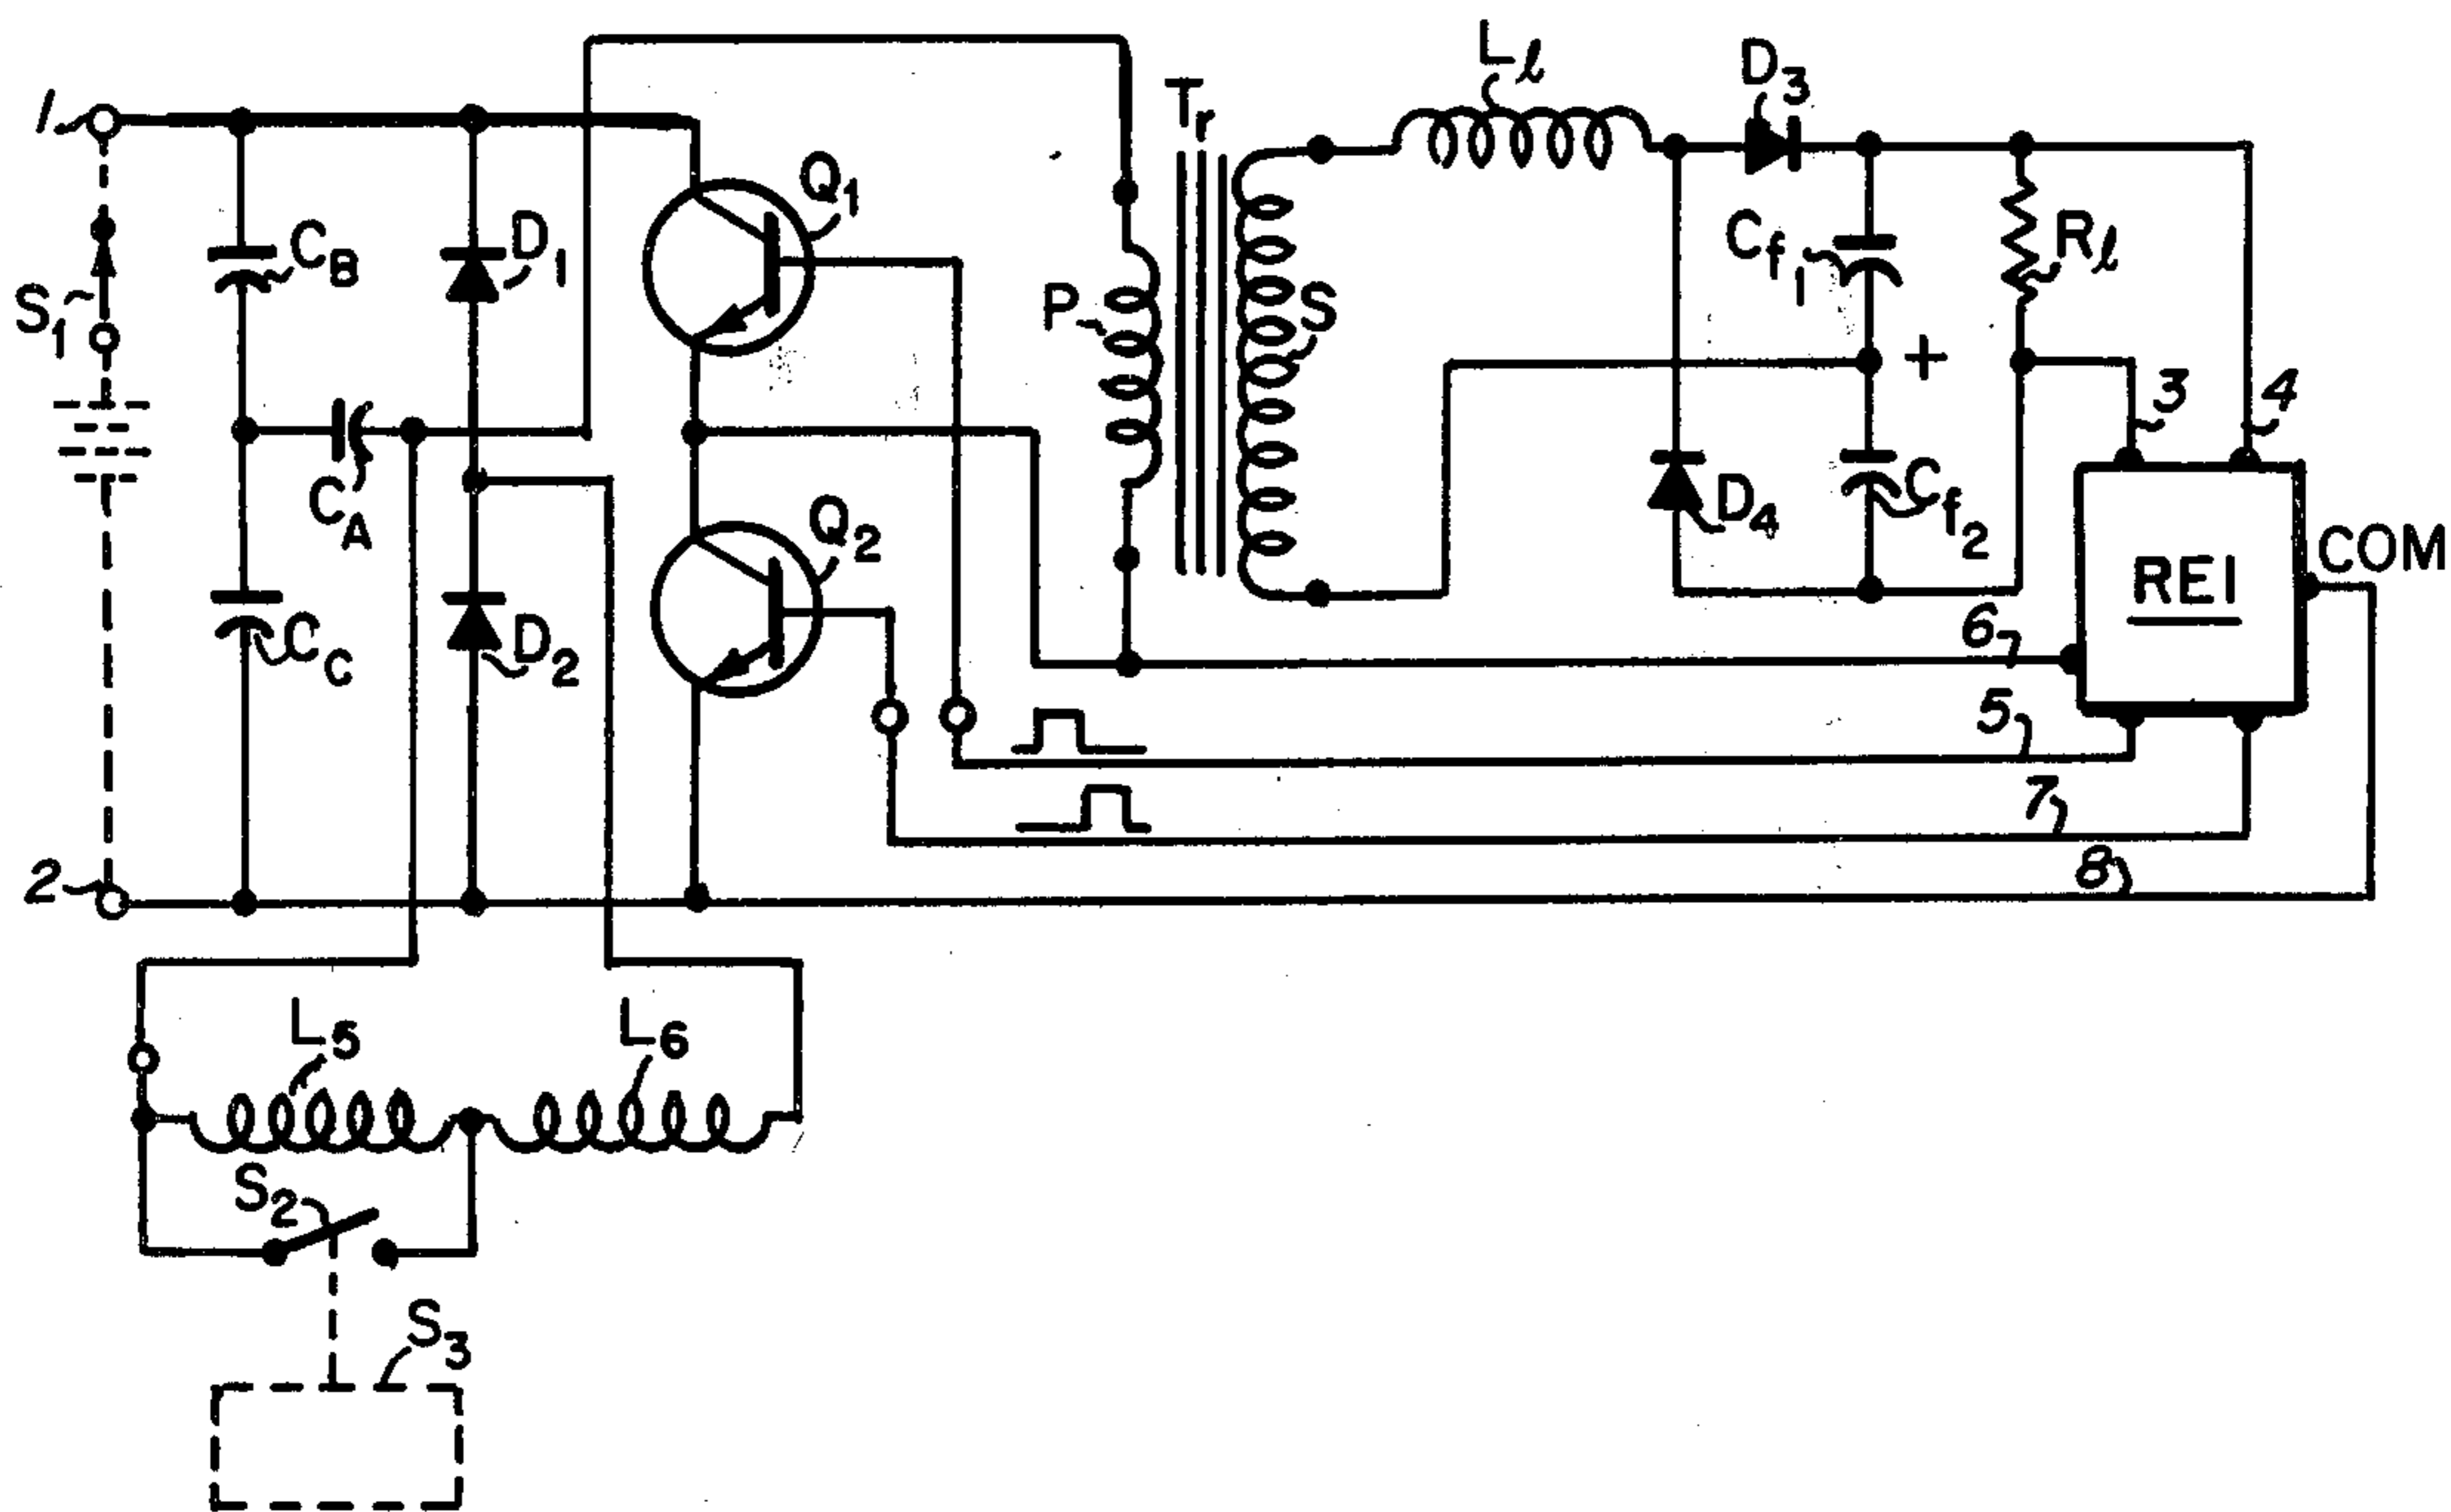 1
S1
CB
D1
Q1
Tr
Ll
D3
P
S
Cf1
Rl
+
3
4
CA
Q2
D4
Cf2
COM
REI
CC
D2
6
5
7
2
8
L5
L6
S2
S3